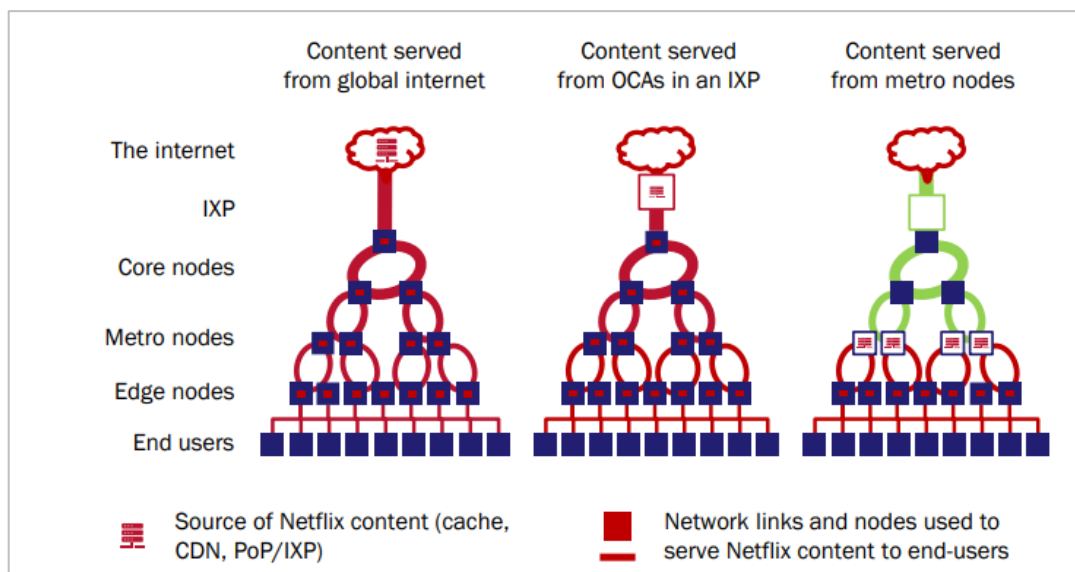 Content served
from global internet
Content served
from OCAs in an IXP
Content served
from metro nodes
The internet
IXP
Core nodes
Metro nodes
Edge nodes
End users
Source of Netflix content (cache,
CDN, PoP/IXP)
Network links and nodes used to
serve Netflix content to end-users